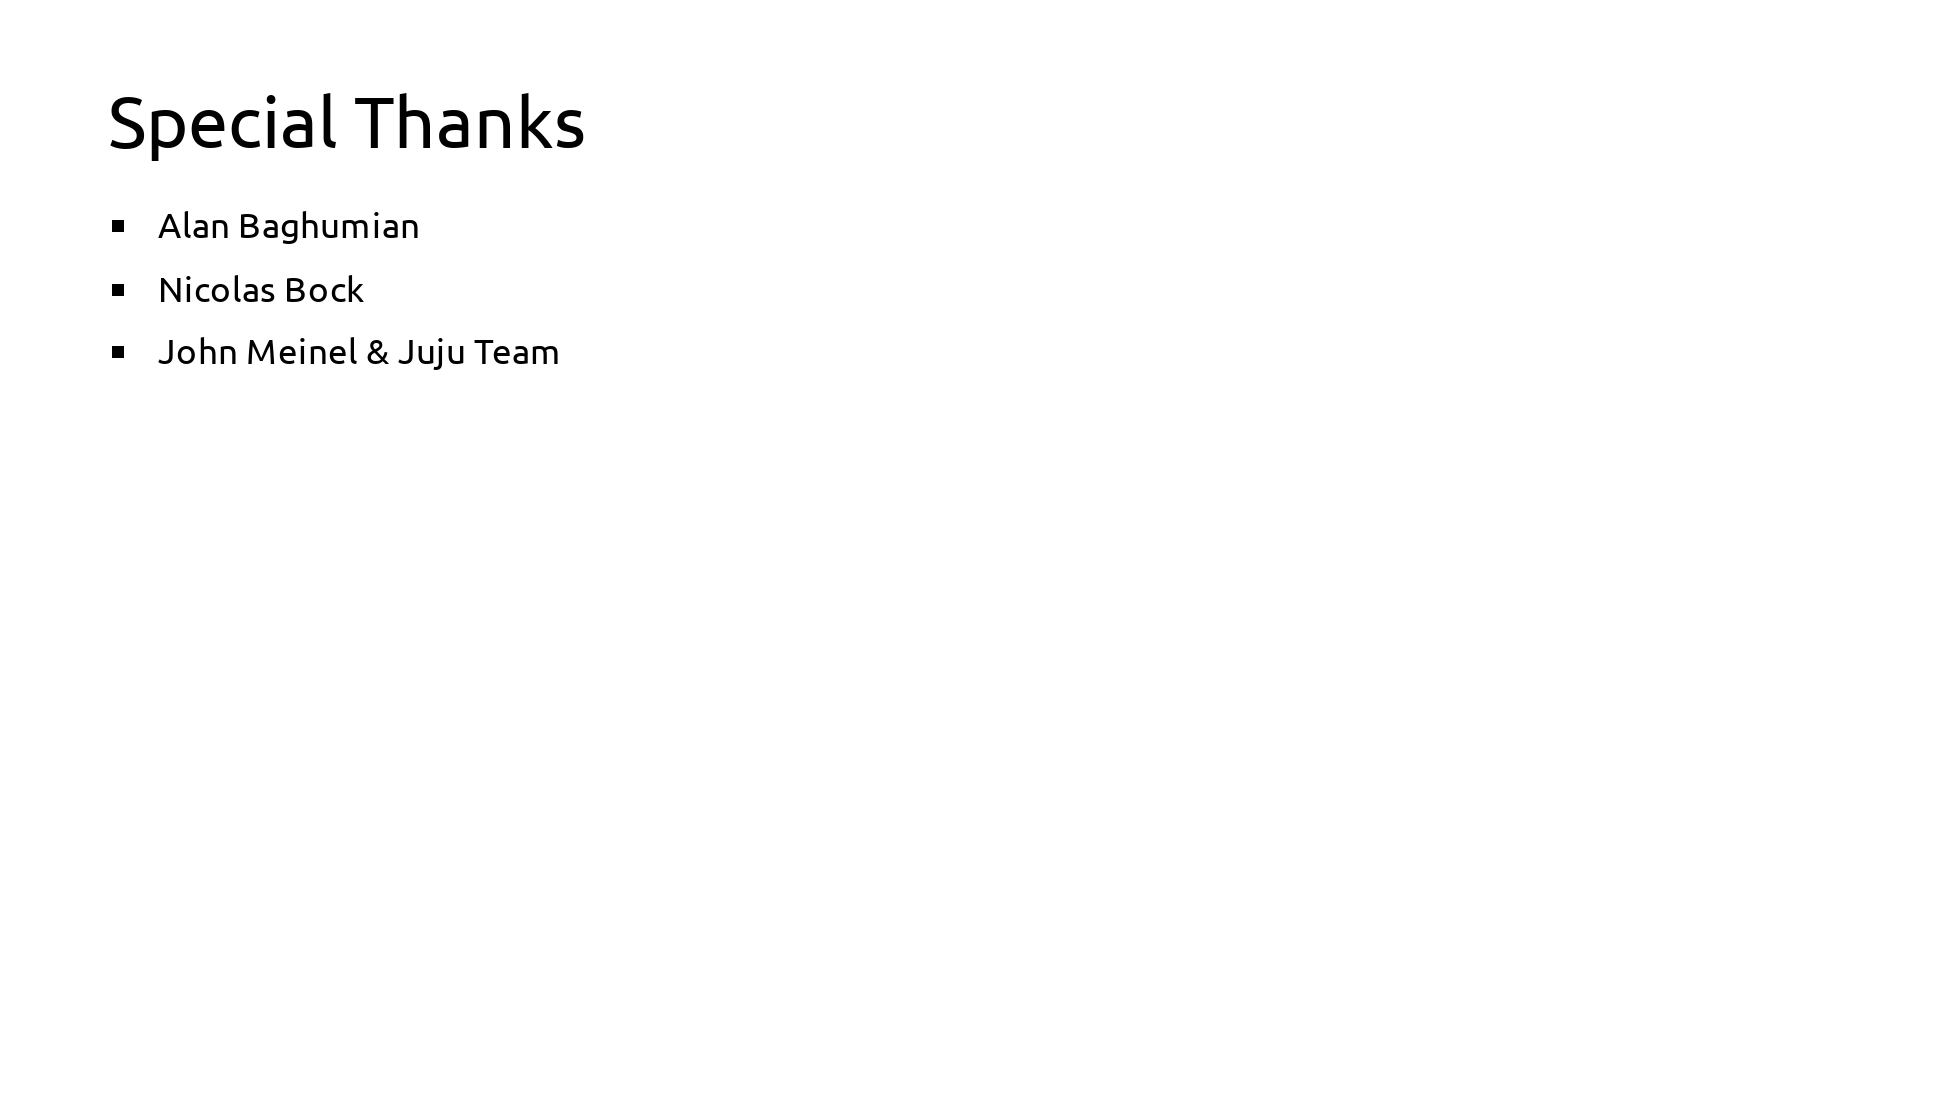 Special Thanks
▪ Alan Baghumian
▪ Nicolas Bock
▪ John Meinel & Juju Team